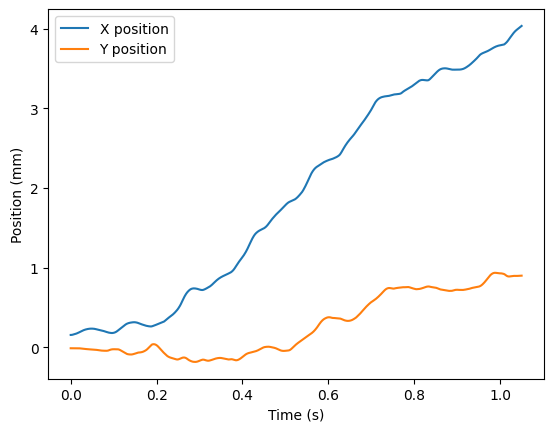 X position
Y position
4
3
2
1
0
Position (mm)
0.0 0.2 0.4 0.6 0.8 1.0
Time (s)